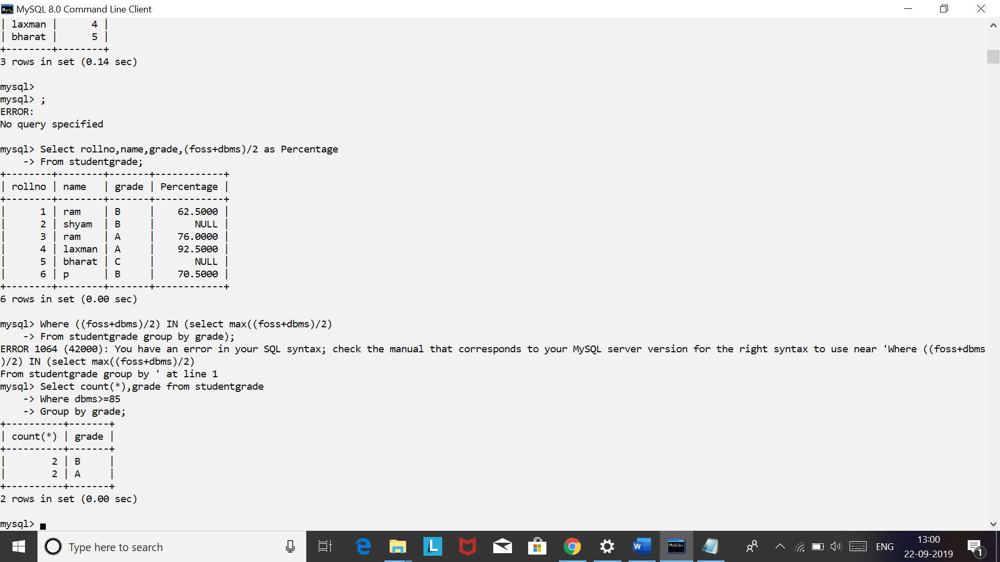 MySQL 8.0 Command Line Client
| laxman |      4 |
| bharat |      5 |
+--------+--------+
3 rows in set (0.14 sec)
mysql>
mysql> ;
ERROR:
No query specified
mysql> Select rollno,name,grade,(foss+dbms)/2 as Percentage
    -> From studentgrade;
+--------+--------+-------+------------+
| rollno | name   | grade | Percentage |
+--------+--------+-------+------------+
|      1 | ram    | B     |    62.5000 |
|      2 | shyam  | B     |       NULL |
|      3 | ram    | A     |    76.0000 |
|      4 | laxman | A     |    92.5000 |
|      5 | bharat | C     |       NULL |
|      6 | p      | B     |    70.5000 |
+--------+--------+-------+------------+
6 rows in set (0.00 sec)
mysql> Where ((foss+dbms)/2) IN (select max((foss+dbms)/2)
    -> From studentgrade group by grade);
ERROR 1064 (42000): You have an error in your SQL syntax; check the manual that corresponds to your MySQL server version for the right syntax to use near 'Where ((foss+dbms
)/2) IN (select max((foss+dbms)/2)
From studentgrade group by ' at line 1
mysql> Select count(*),grade from studentgrade
    -> Where dbms>=85
    -> Group by grade;
+----------+-------+
| count(*) | grade |
+----------+-------+
|        2 | B     |
|        2 | A     |
+----------+-------+
2 rows in set (0.00 sec)
mysql>
Type here to search
L
W
MySQL
ENG
13:00
22-09-2019
1